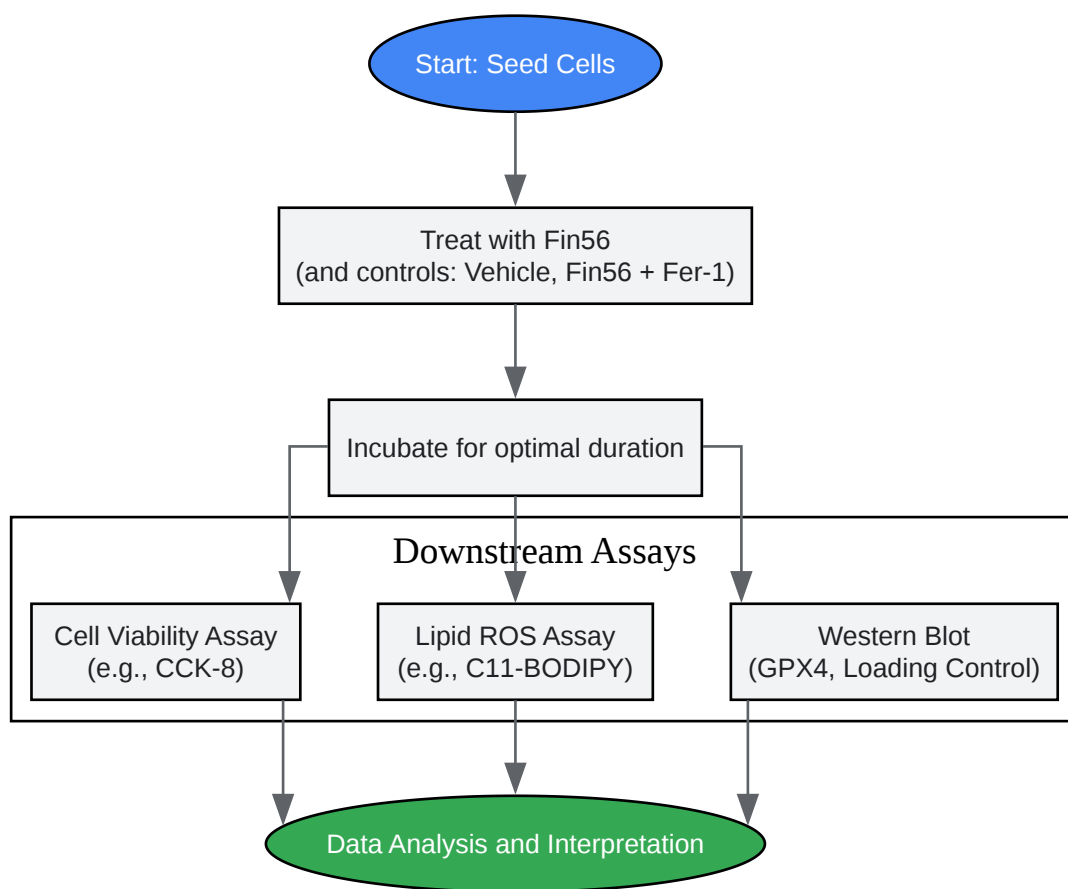 Start: Seed Cells
Treat with Fin56
(and controls: Vehicle, Fin56 + Fer-1)
Incubate for optimal duration
Downstream Assays
Cell Viability Assay
(e.g., CCK-8)
Lipid ROS Assay
(e.g., C11-BODIPY)
Western Blot
(GPX4, Loading Control)
Data Analysis and Interpretation